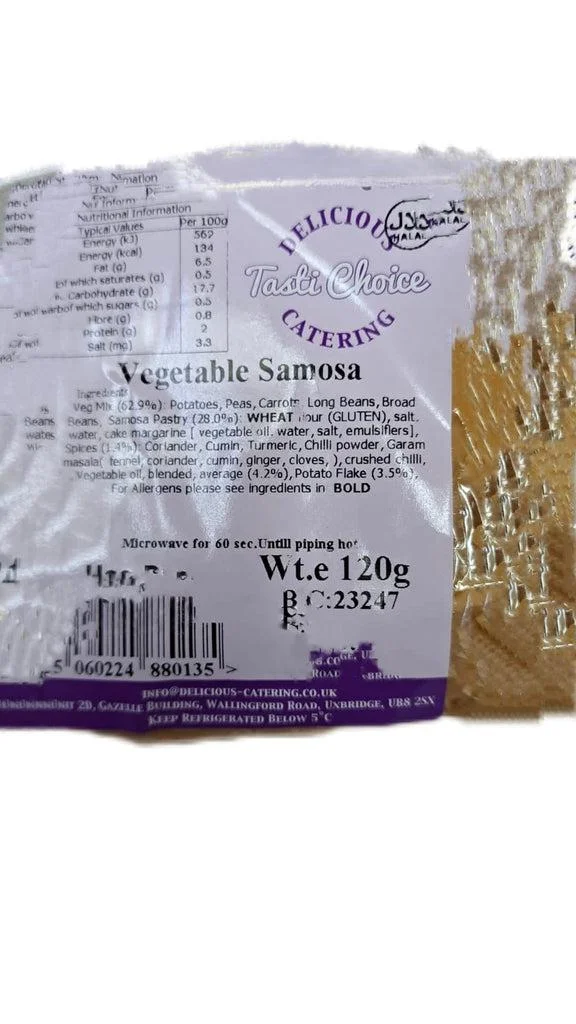 Nutritional Information
Typical values Per 100g
Energy (kJ) 562
Energy (kcal) 134
Fat (g) 6.5
of which saturates (g) 0.5
Carbohydrate (g) 17.7
of which sugars (g) 0.5
Fibre (g) 0.8
Protein (g) 2
Salt (mg) 3.3
DELICIOUS
HALAL
Tasti Choice
CATERING
Vegetable Samosa
Ingredients
Veg Mix (62.9%): Potatoes, Peas, Carrots, Long Beans, Broad
Beans, Samosa Pastry (28.0%): WHEAT flour (GLUTEN), salt,
water, cake margarine [ vegetable oil, water, salt, emulsifiers],
Spices (1.4%): Coriander, Cumin, Turmeric, Chilli powder, Garam
masala( fennel, coriander, cumin, ginger, cloves, ), crushed chilli,
Vegetable oil, blended, average (4.2%), Potato Flake (3.5%),
For Allergens please see ingredients in BOLD
Microwave for 60 sec.Untill piping hot
Wt.e 120g
B C:23247
5 060224 880135 >
INFO@DELICIOUS-CATERING.CO.UK
UNIT 2D, GAZELLE BUILDING, WALLINGFORD ROAD, UXBRIDGE, UB8 2SX
KEEP REFRIGERATED BELOW 5°C